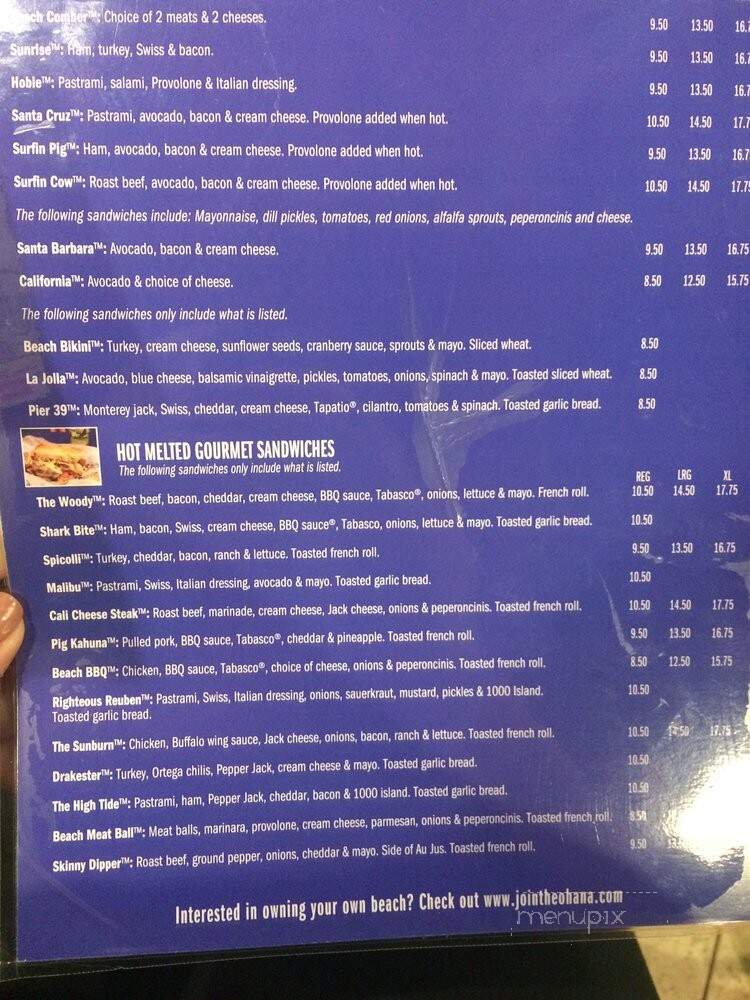 Comber™: Choice of 2 meats & 2 cheeses. 9.50 13.50
Sunrise™: Ham, turkey, Swiss & bacon. 9.50 13.50
Hobie™: Pastrami, salami, Provolone & Italian dressing. 9.50 13.50
Santa Cruz™: Pastrami, avocado, bacon & cream cheese. Provolone added when hot. 10.50 14.50
Surfin Pig™: Ham, avocado, bacon & cream cheese. Provolone added when hot. 9.50 13.50
Surfin Cow™: Roast beef, avocado, bacon & cream cheese. Provolone added when hot. 10.50 14.50 17.75
The following sandwiches include: Mayonnaise, dill pickles, tomatoes, red onions, alfalfa sprouts, peperoncinis and cheese.
Santa Barbara™: Avocado, bacon & cream cheese. 9.50 13.50 16.75
California™: Avocado & choice of cheese. 8.50 12.50 15.75
The following sandwiches only include what is listed.
Beach Bikini™: Turkey, cream cheese, sunflower seeds, cranberry sauce, sprouts & mayo. Sliced wheat. 8.50
La Jolla™: Avocado, blue cheese, balsamic vinaigrette, pickles, tomatoes, onions, spinach & mayo. Toasted sliced wheat. 8.50
Pier 39™: Monterey jack, Swiss, cheddar, cream cheese, Tapatio®, cilantro, tomatoes & spinach. Toasted garlic bread. 8.50
HOT MELTED GOURMET SANDWICHES
The following sandwiches only include what is listed.
REG LRG XL
The Woody™: Roast beef, bacon, cheddar, cream cheese, BBQ sauce, Tabasco®, onions, lettuce & mayo. French roll. 10.50 14.50 17.75
Shark Bite™: Ham, bacon, Swiss, cream cheese, BBQ sauce®, Tabasco, onions, lettuce & mayo. Toasted garlic bread. 10.50
Spicolli™: Turkey, cheddar, bacon, ranch & lettuce. Toasted french roll. 9.50 13.50 16.75
Malibu™: Pastrami, Swiss, Italian dressing, avocado & mayo. Toasted garlic bread. 10.50
Cali Cheese Steak™: Roast beef, marinade, cream cheese, Jack cheese, onions & peperoncinis. Toasted french roll. 10.50 14.50 17.75
Pig Kahuna™: Pulled pork, BBQ sauce, Tabasco®, cheddar & pineapple. Toasted french roll. 9.50 13.50 16.75
Beach BBQ™: Chicken, BBQ sauce, Tabasco®, choice of cheese, onions & peperoncinis. Toasted french roll. 8.50 12.50 15.75
Righteous Reuben™: Pastrami, Swiss, Italian dressing, onions, sauerkraut, mustard, pickles & 1000 Island. 10.50
Toasted garlic bread.
The Sunburn™: Chicken, Buffalo wing sauce, Jack cheese, onions, bacon, ranch & lettuce. Toasted french roll. 10.50 14.50 17.75
Drakester™: Turkey, Ortega chilis, Pepper Jack, cream cheese & mayo. Toasted garlic bread. 10.50
The High Tide™: Pastrami, ham, Pepper Jack, cheddar, bacon & 1000 island. Toasted garlic bread. 10.50
Beach Meat Ball™: Meat balls, marinara, provolone, cream cheese, parmesan, onions & peperoncinis. Toasted french roll. 8.50
Skinny Dipper™: Roast beef, ground pepper, onions, cheddar & mayo. Side of Au Jus. Toasted french roll. 9.50
Interested in owning your own beach? Check out www.jointheohana.com
menupix